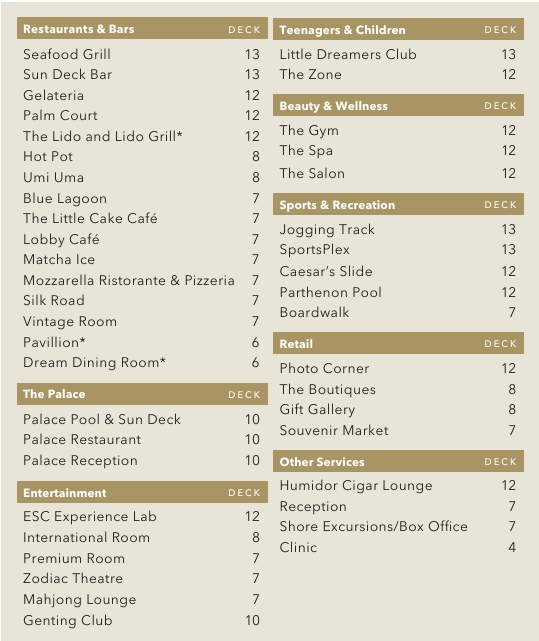 Restaurants & Bars DECK
Seafood Grill 13
Sun Deck Bar 13
Gelateria 12
Palm Court 12
The Lido and Lido Grill* 12
Hot Pot 8
Umi Uma 8
Blue Lagoon 7
The Little Cake Café 7
Lobby Café 7
Matcha Ice 7
Mozzarella Ristorante & Pizzeria 7
Silk Road 7
Vintage Room 7
Pavillion* 6
Dream Dining Room* 6
The Palace DECK
Palace Pool & Sun Deck 10
Palace Restaurant 10
Palace Reception 10
Entertainment DECK
ESC Experience Lab 12
International Room 8
Premium Room 7
Zodiac Theatre 7
Mahjong Lounge 7
Genting Club 10
Teenagers & Children DECK
Little Dreamers Club 13
The Zone 12
Beauty & Wellness DECK
The Gym 12
The Spa 12
The Salon 12
Sports & Recreation DECK
Jogging Track 13
SportsPlex 13
Caesar's Slide 12
Parthenon Pool 12
Boardwalk 7
Retail DECK
Photo Corner 12
The Boutiques 8
Gift Gallery 8
Souvenir Market 7
Other Services DECK
Humidor Cigar Lounge 12
Reception 7
Shore Excursions/Box Office 7
Clinic 4